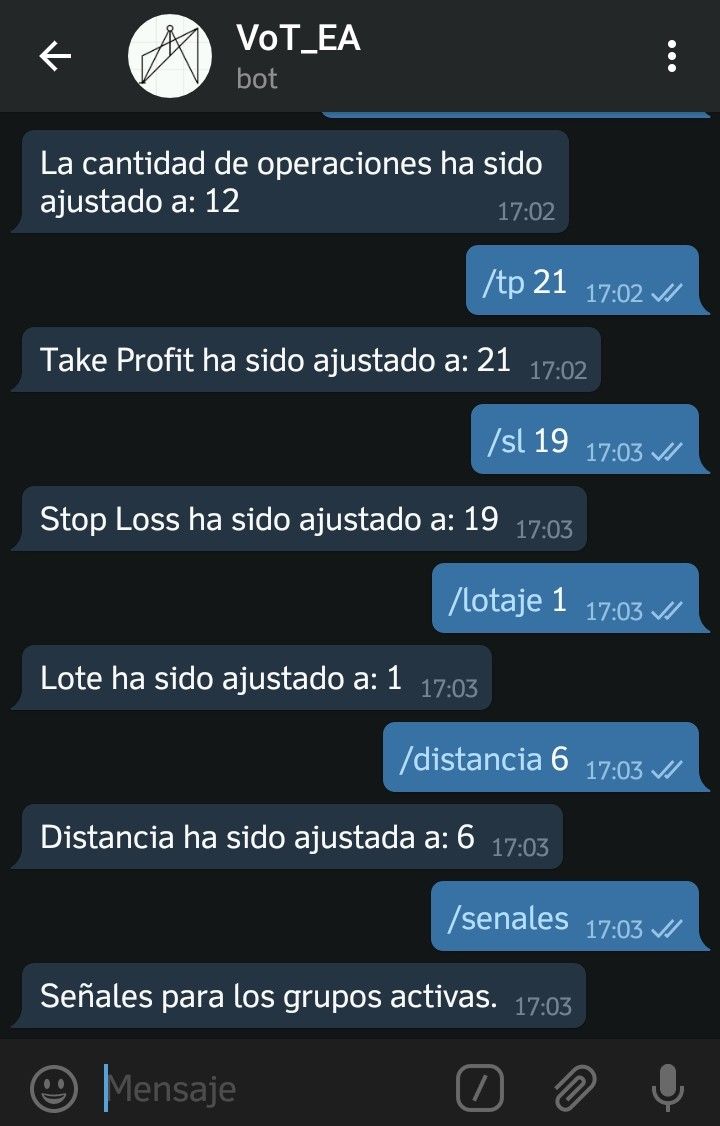 VoT_EA
bot
La cantidad de operaciones ha sido
ajustado a: 12
17:02
/tp 21 17:02
Take Profit ha sido ajustado a: 21 17:02
/sl 19 17:03
Stop Loss ha sido ajustado a: 19 17:03
/lotaje 1 17:03
Lote ha sido ajustado a: 1 17:03
/distancia 6 17:03
Distancia ha sido ajustada a: 6 17:03
/senales 17:03
Señales para los grupos activas. 17:03
Mensaje